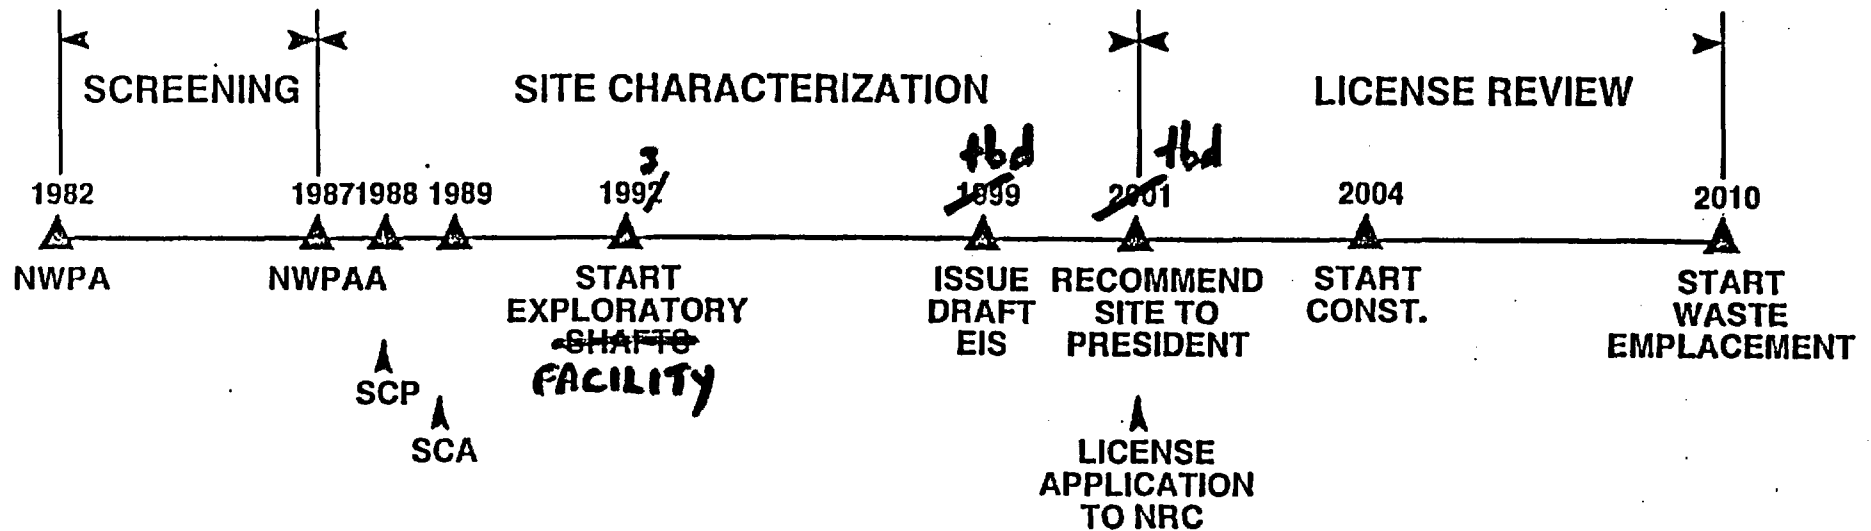 SCREENING
SITE CHARACTERIZATION
LICENSE REVIEW
3
tbd
tbd
1982
1987 1988 1989
1992
1999
2001
2004
2010
NWPA
NWPAA
START
EXPLORATORY
SHAFTS
FACILITY
ISSUE
DRAFT
EIS
RECOMMEND
SITE TO
PRESIDENT
START
CONST.
START
WASTE
EMPLACEMENT
SCP
SCA
LICENSE
APPLICATION
TO NRC